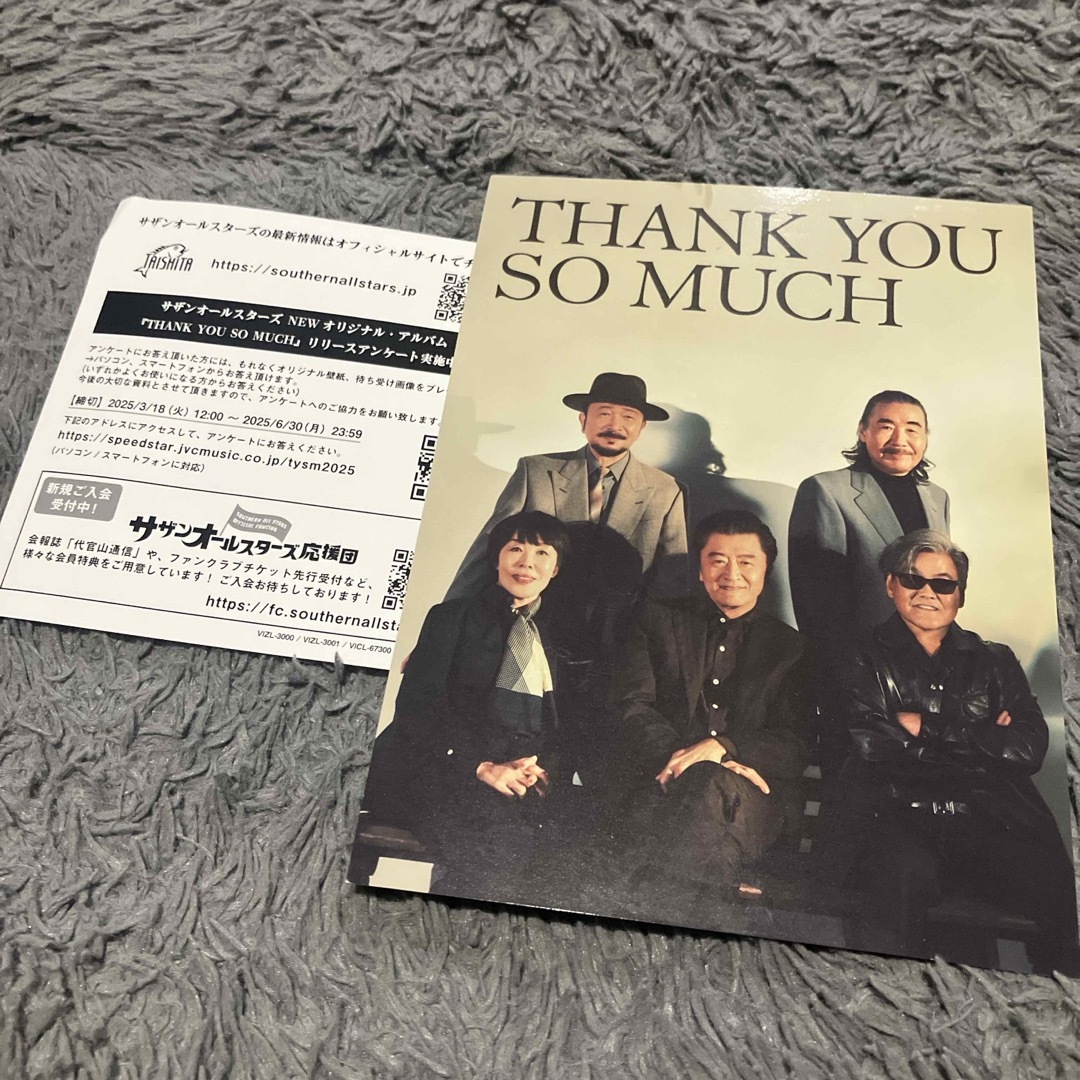 サザンオールスターズの最新情報はオフィシャルサイトでチ
TAISHITA
https://southernallstars.jp
サザンオールスターズ NEW オリジナル・アルバム
『THANK YOU SO MUCH』リリースアンケート実施中
アンケートにお答え頂いた方には、もれなくオリジナル壁紙、待ち受け画像をプレ
→パソコン、スマートフォンからお答え頂けます。
(いずれかよくお使いになる方からお答えください)
今後の大切な資料とさせて頂きますので、アンケートへのご協力をお願い致します。
【締切】2025/3/18(火) 12:00 ～ 2025/6/30(月) 23:59
下記のアドレスにアクセスして、アンケートにお答えください。
https://speedstar.jvcmusic.co.jp/tysm2025
(パソコン/スマートフォンに対応)
新規ご入会
受付中！
SOUTHERN ALL STARS
OFFICIAL FANCLUB
サザンオールスターズ応援団
会報誌「代官山通信」や、ファンクラブチケット先行受付など、
様々な会員特典をご用意しています！ ご入会お待ちしております！
https://fc.southernallsta
VIZL-3000 / VIZL-3001 / VICL-67300
THANK YOU
SO MUCH